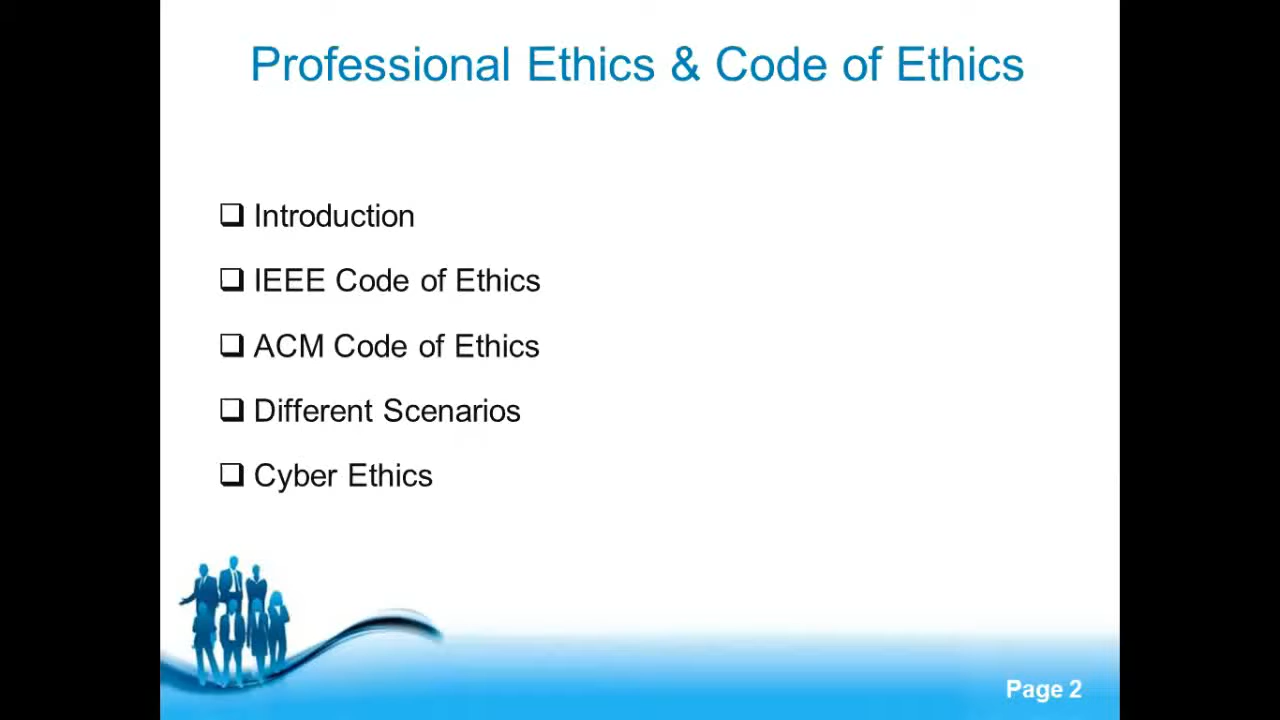 Professional Ethics & Code of Ethics
Introduction
IEEE Code of Ethics
ACM Code of Ethics
Different Scenarios
Cyber Ethics
Page 2